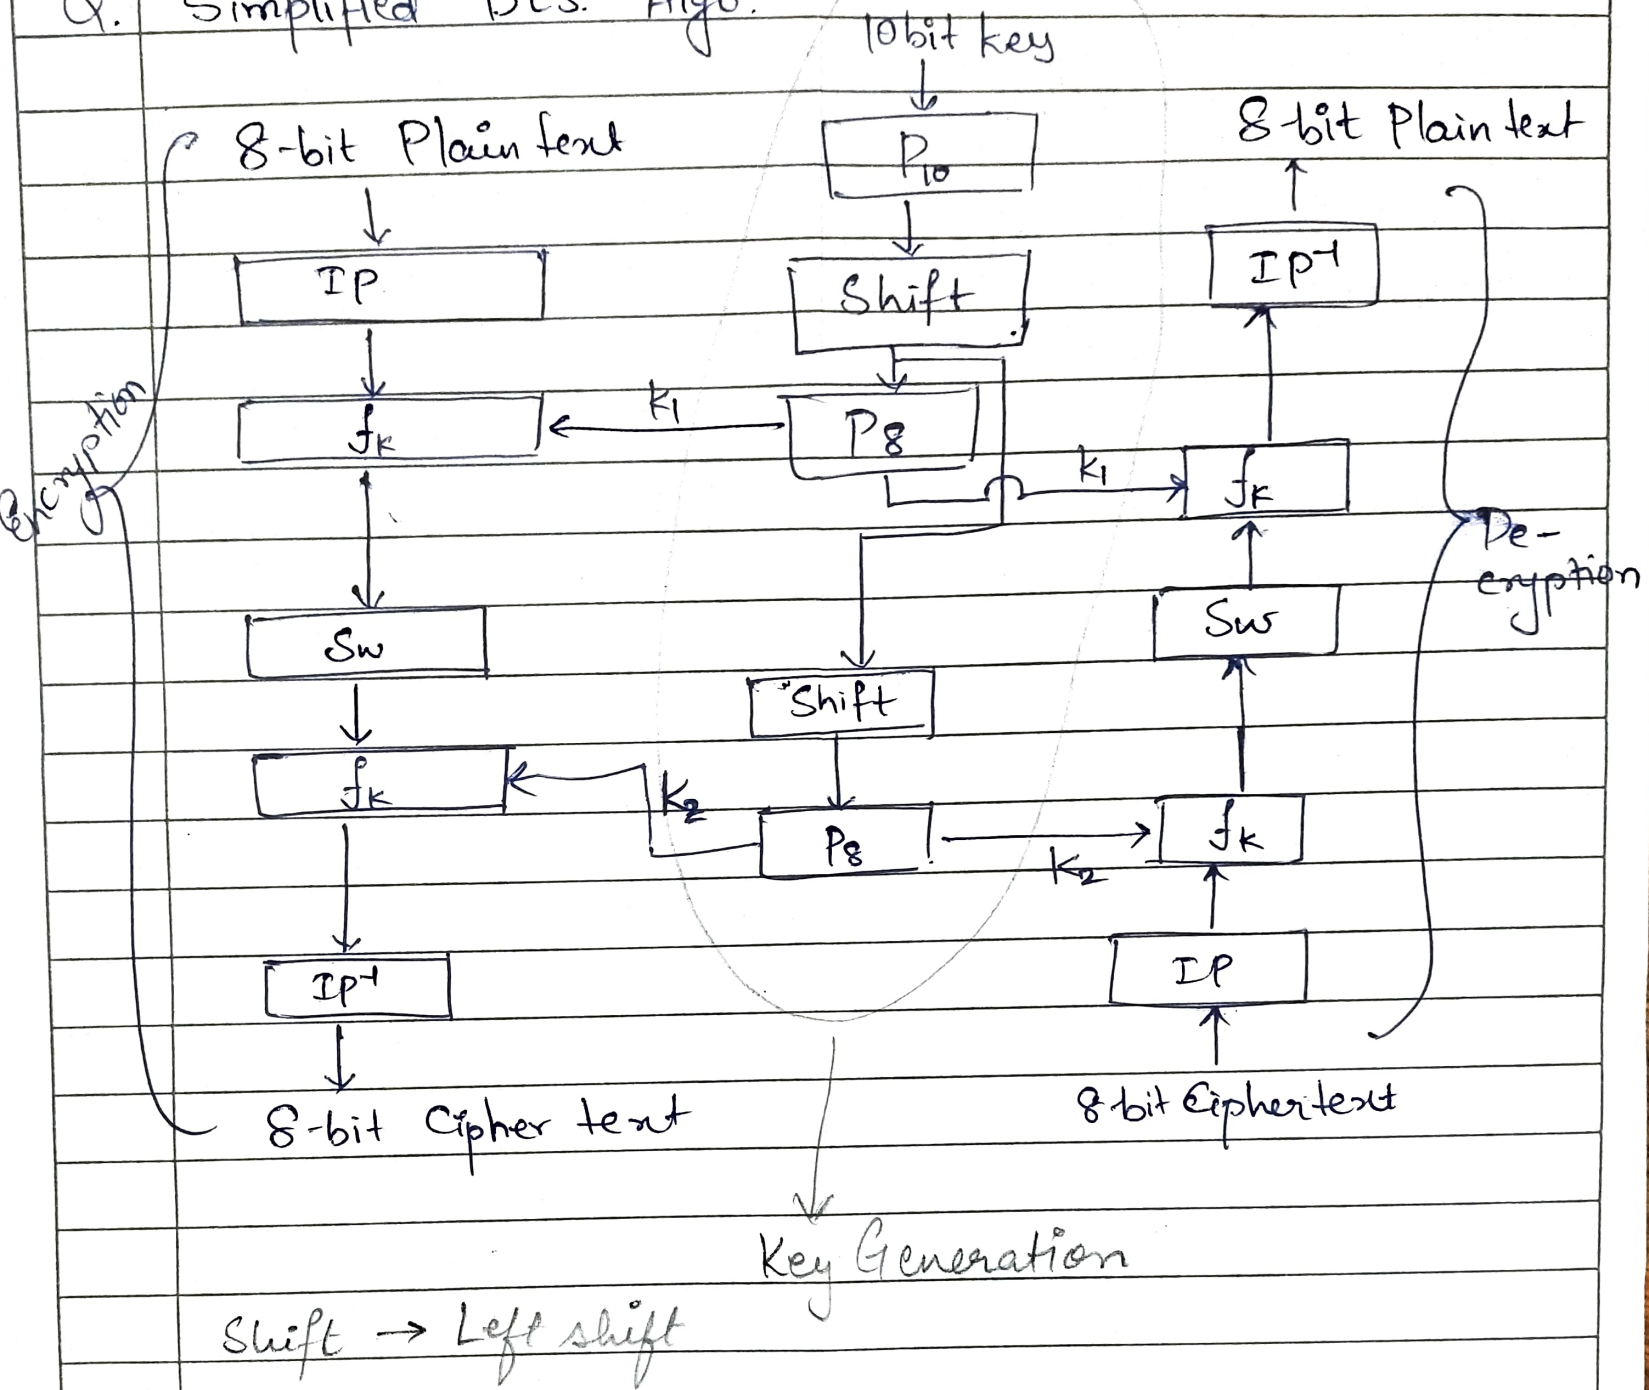 Q. Simplified Des. Algo.
10bit key
8-bit Plain text
P10
8-bit Plain text
IP
Shift
IP-1
fK
K1
P8
K1
fK
Encryption
De-
cryption
Sw
Sw
Shift
fK
K2
P8
K2
fK
IP-1
IP
8-bit Cipher text
8-bit Ciphertext
Key Generation
Shift → Left shift